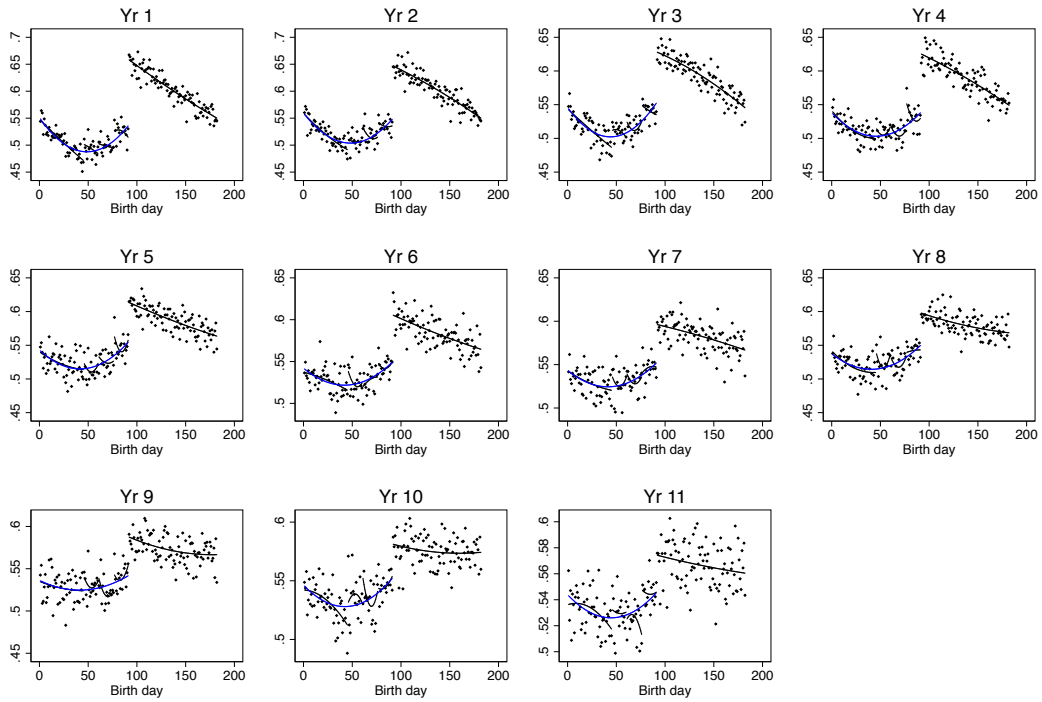 Yr 1
.45 .5 .55 .6 .65 .7
0 50 100 150 200
Birth day
Yr 2
.45 .5 .55 .6 .65 .7
0 50 100 150 200
Birth day
Yr 3
.45 .5 .55 .6 .65
0 50 100 150 200
Birth day
Yr 4
.45 .5 .55 .6 .65
0 50 100 150 200
Birth day
Yr 5
.45 .5 .55 .6 .65
0 50 100 150 200
Birth day
Yr 6
.5 .55 .6 .65
0 50 100 150 200
Birth day
Yr 7
.5 .55 .6 .65
0 50 100 150 200
Birth day
Yr 8
.45 .5 .55 .6 .65
0 50 100 150 200
Birth day
Yr 9
.45 .5 .55 .6
0 50 100 150 200
Birth day
Yr 10
.5 .55 .6
0 50 100 150 200
Birth day
Yr 11
.5 .52 .54 .56 .58 .6
0 50 100 150 200
Birth day